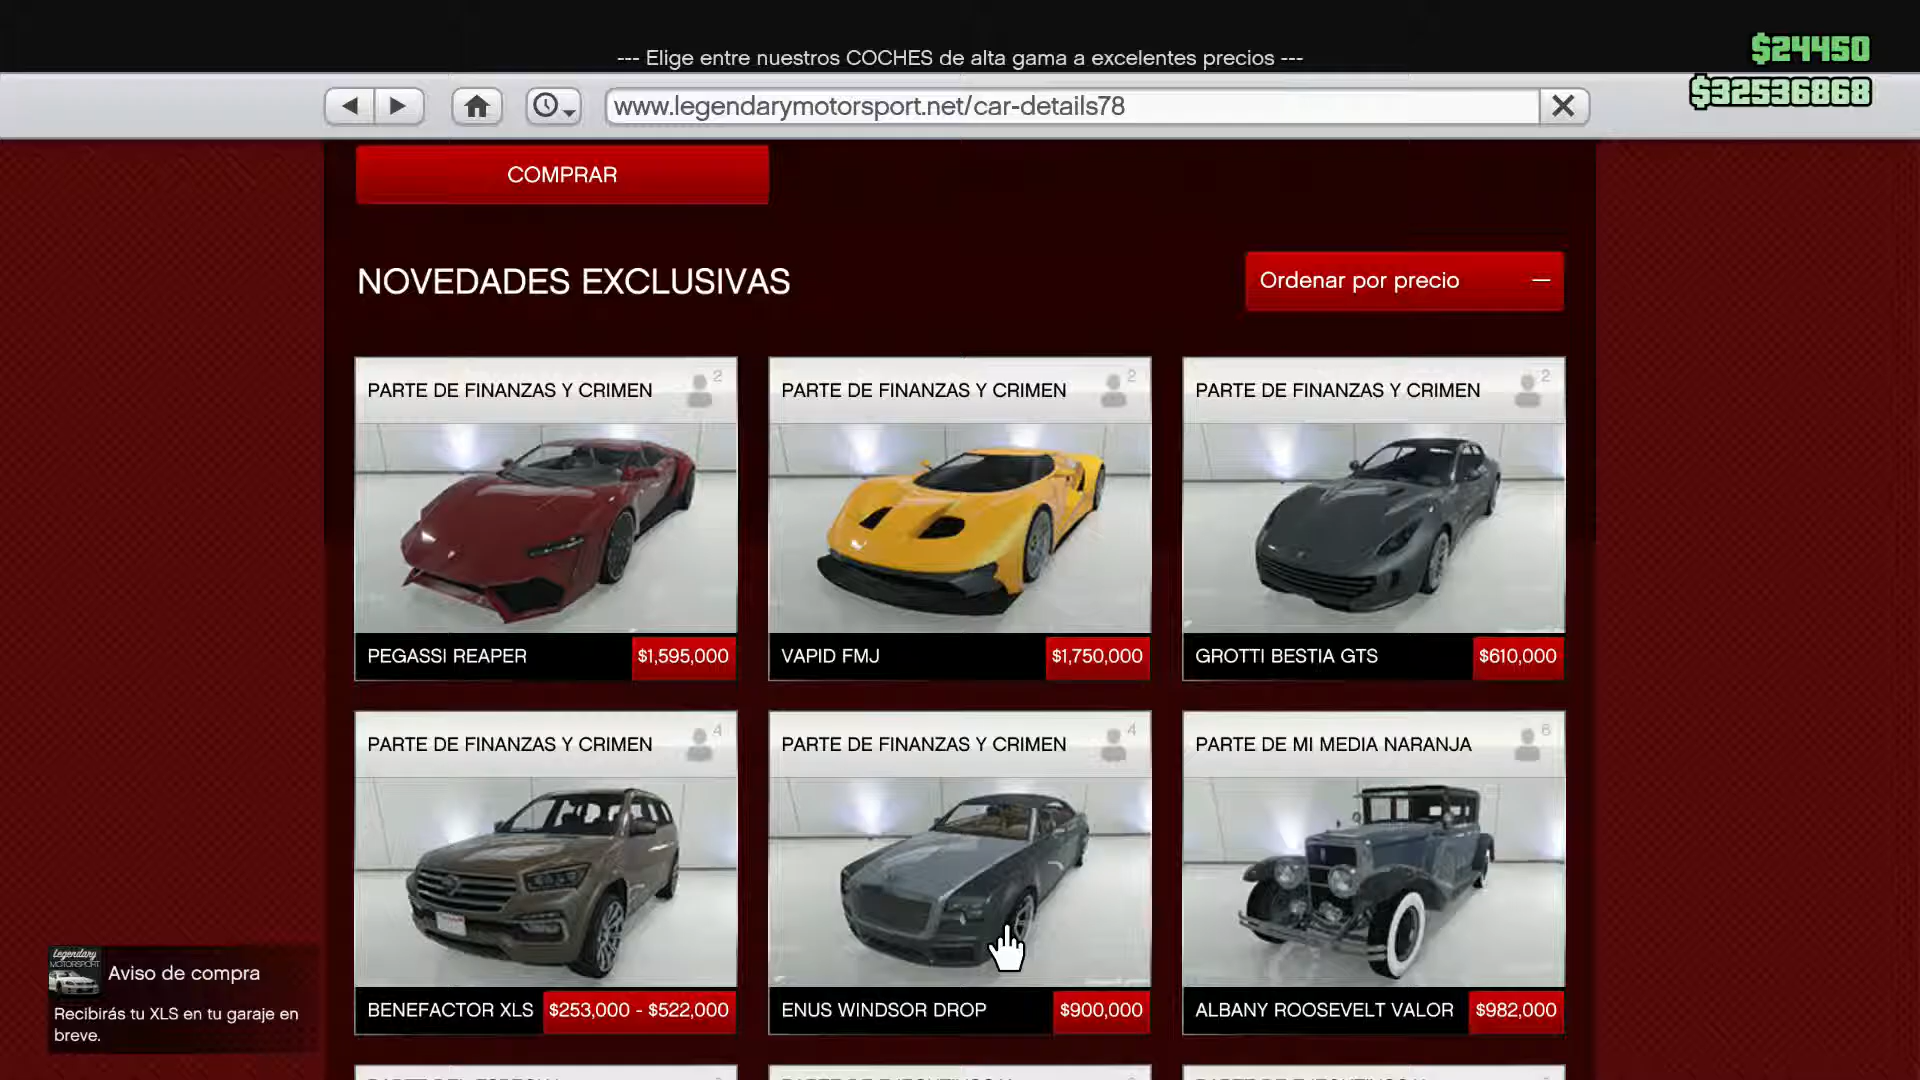 --- Elige entre nuestros COCHES de alta gama a excelentes precios ---
$24450
$32536868
www.legendarymotorsport.net/car-details78
COMPRAR
NOVEDADES EXCLUSIVAS
Ordenar por precio
PARTE DE FINANZAS Y CRIMEN 2
PARTE DE FINANZAS Y CRIMEN 2
PARTE DE FINANZAS Y CRIMEN 2
PEGASSI REAPER $1,595,000
VAPID FMJ $1,750,000
GROTTI BESTIA GTS $610,000
PARTE DE FINANZAS Y CRIMEN 4
PARTE DE FINANZAS Y CRIMEN 4
PARTE DE MI MEDIA NARANJA 6
BENEFACTOR XLS $253,000 - $522,000
ENUS WINDSOR DROP $900,000
ALBANY ROOSEVELT VALOR $982,000
Legendary
MOTORSPORT
Aviso de compra
Recibirás tu XLS en tu garaje en
breve.